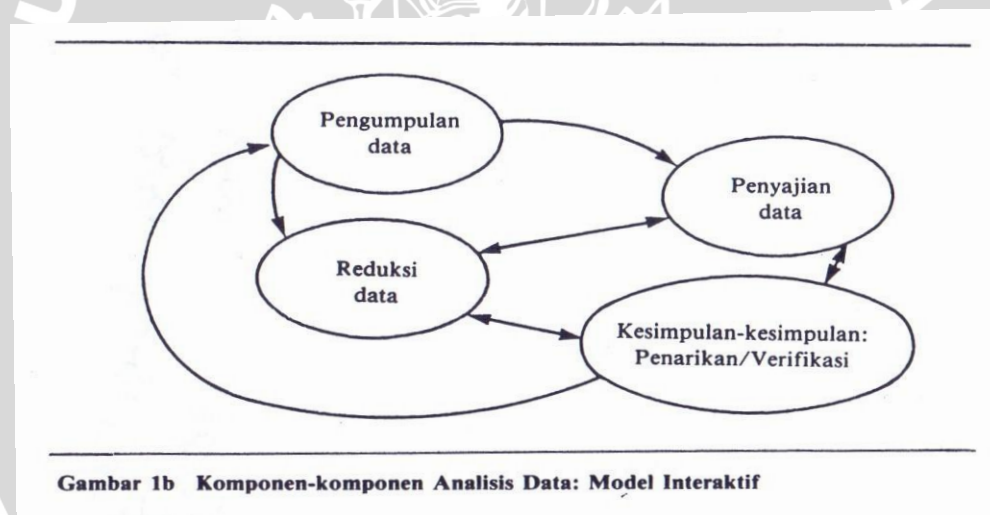 Pengumpulan
data
Penyajian
data
Reduksi
data
Kesimpulan-kesimpulan:
Penarikan/Verifikasi
Gambar 1b Komponen-komponen Analisis Data: Model Interaktif